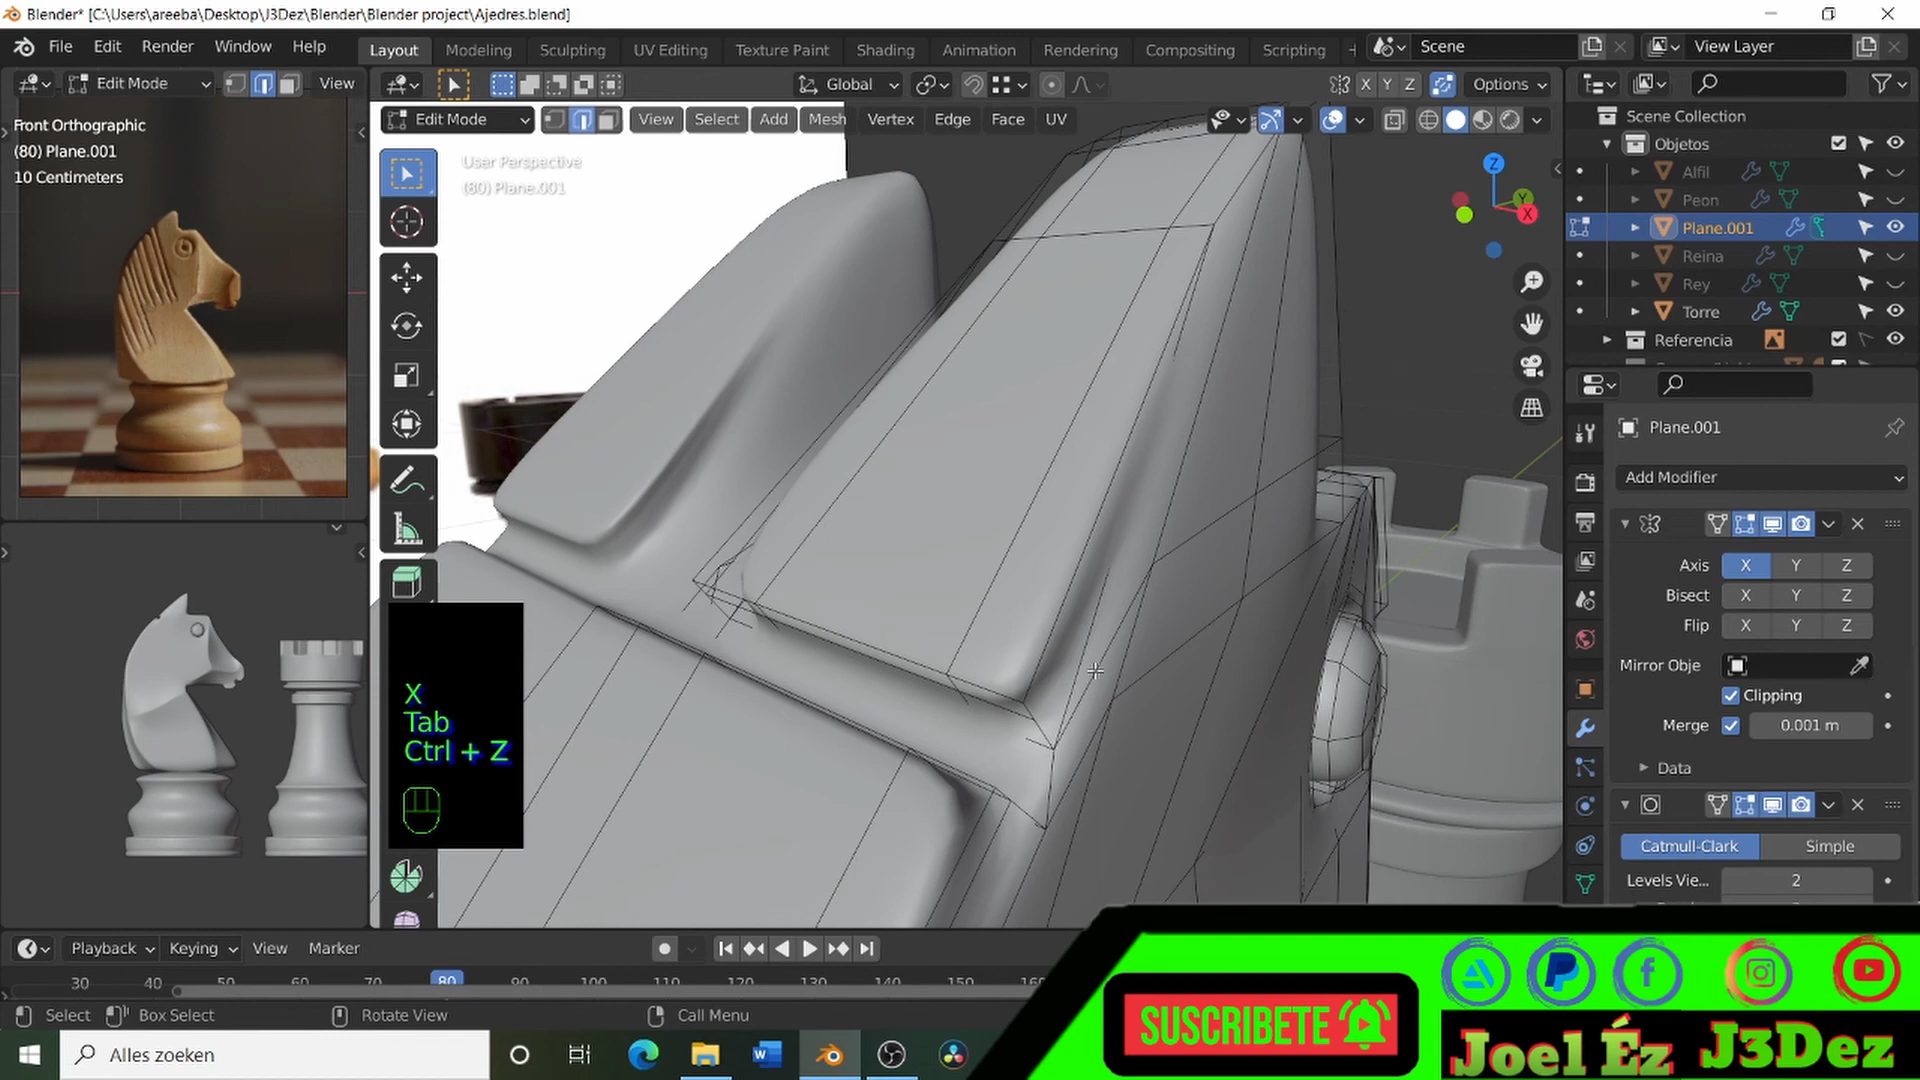 Blender* [C:\Users\areeba\Desktop\J3Dez\Blender\Blender project\Ajedres.blend]
File Edit Render Window Help
Layout Modeling Sculpting UV Editing Texture Paint Shading Animation Rendering Compositing Scripting
Scene
View Layer
Edit Mode View
Global
X Y Z Options
Edit Mode View Select Add Mesh Vertex Edge Face UV
Front Orthographic
(80) Plane.001
10 Centimeters
User Perspective
(80) Plane.001
Z
Y
X
Scene Collection
Objetos
Alfil
Peon
Plane.001
Reina
Rey
Torre
Referencia
Plane.001
Add Modifier
Axis X Y Z
Bisect X Y Z
Flip X Y Z
Mirror Obje
Clipping
Merge 0.001 m
Data
Catmull-Clark Simple
Levels Vie... 2
X
Tab
Ctrl + Z
Playback Keying View Marker
30 40 50 60 70 80 90 100 110 120 130 140 150 160
Select Box Select Rotate View Call Menu
Alles zoeken
SUSCRIBETE
Joel Éz J3Dez